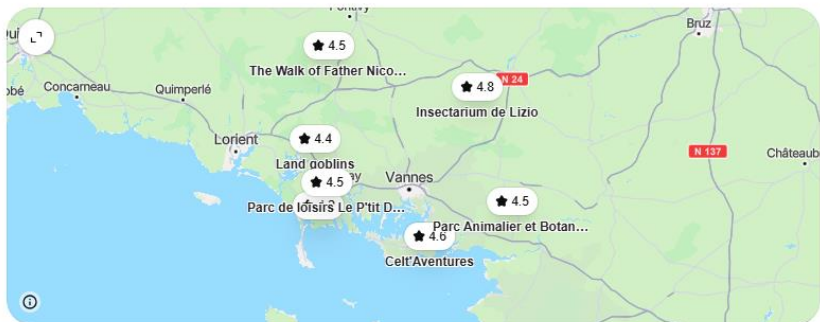 Pontivy
Bruz
4.5
The Walk of Father Nico...
N 24
4.8
Concarneau
Quimperlé
Insectarium de Lizio
4.4
Lorient
N 137
Châteaub
Land goblins
4.5
Vannes
4.5
Parc de loisirs Le P'tit D...
Parc Animalier et Botan...
4.6
Celt'Aventures